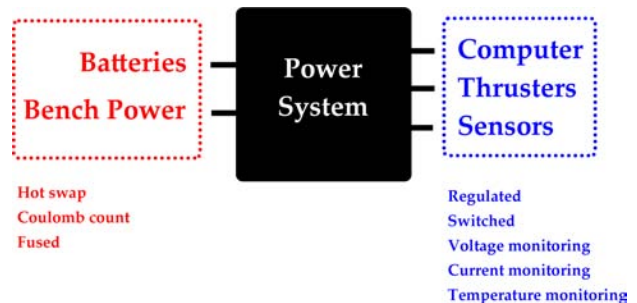 Batteries
Bench Power
Power
System
Computer
Thrusters
Sensors
Hot swap
Coulomb count
Fused
Regulated
Switched
Voltage monitoring
Current monitoring
Temperature monitoring